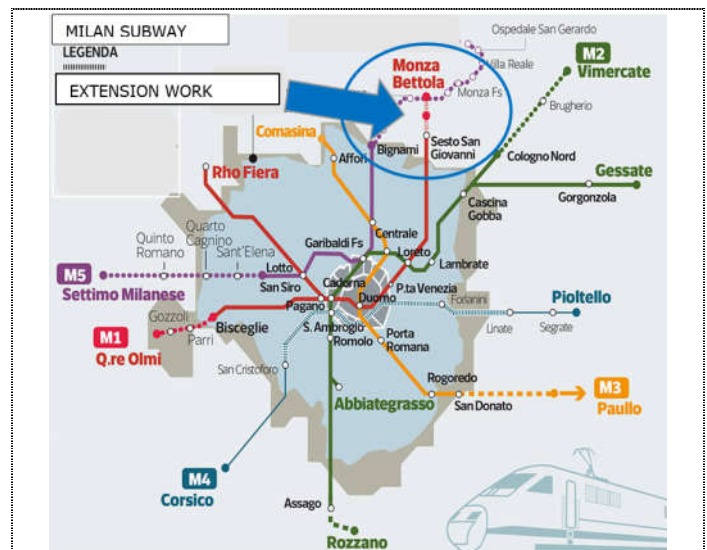 MILAN SUBWAY
LEGENDA
EXTENSION WORK
Ospedale San Gerardo
Villa Reale
Monza
Bettola
Monza Fs
M2
Vimercate
Brugherio
Comasina
Affori
Bignami
Sesto San
Giovanni
Cologno Nord
Rho Fiera
Gessate
Gorgonzola
Cascina
Gobba
Centrale
Quarto
Cagnino
Quinto
Romano
Sant'Elena
Garibaldi Fs
Loreto
Lambrate
M5
Settimo Milanese
Lotto
San Siro
Cadorna
Pagano
Duomo
P.ta Venezia
Forlanini
Pioltello
Linate
Segrate
Gozzoli
Parri
Bisceglie
M1
Q.re Olmi
S. Ambrogio
Romolo
Porta
Romana
San Cristoforo
Abbiategrasso
Rogoredo
San Donato
M3
Paullo
M4
Corsico
Assago
Rozzano